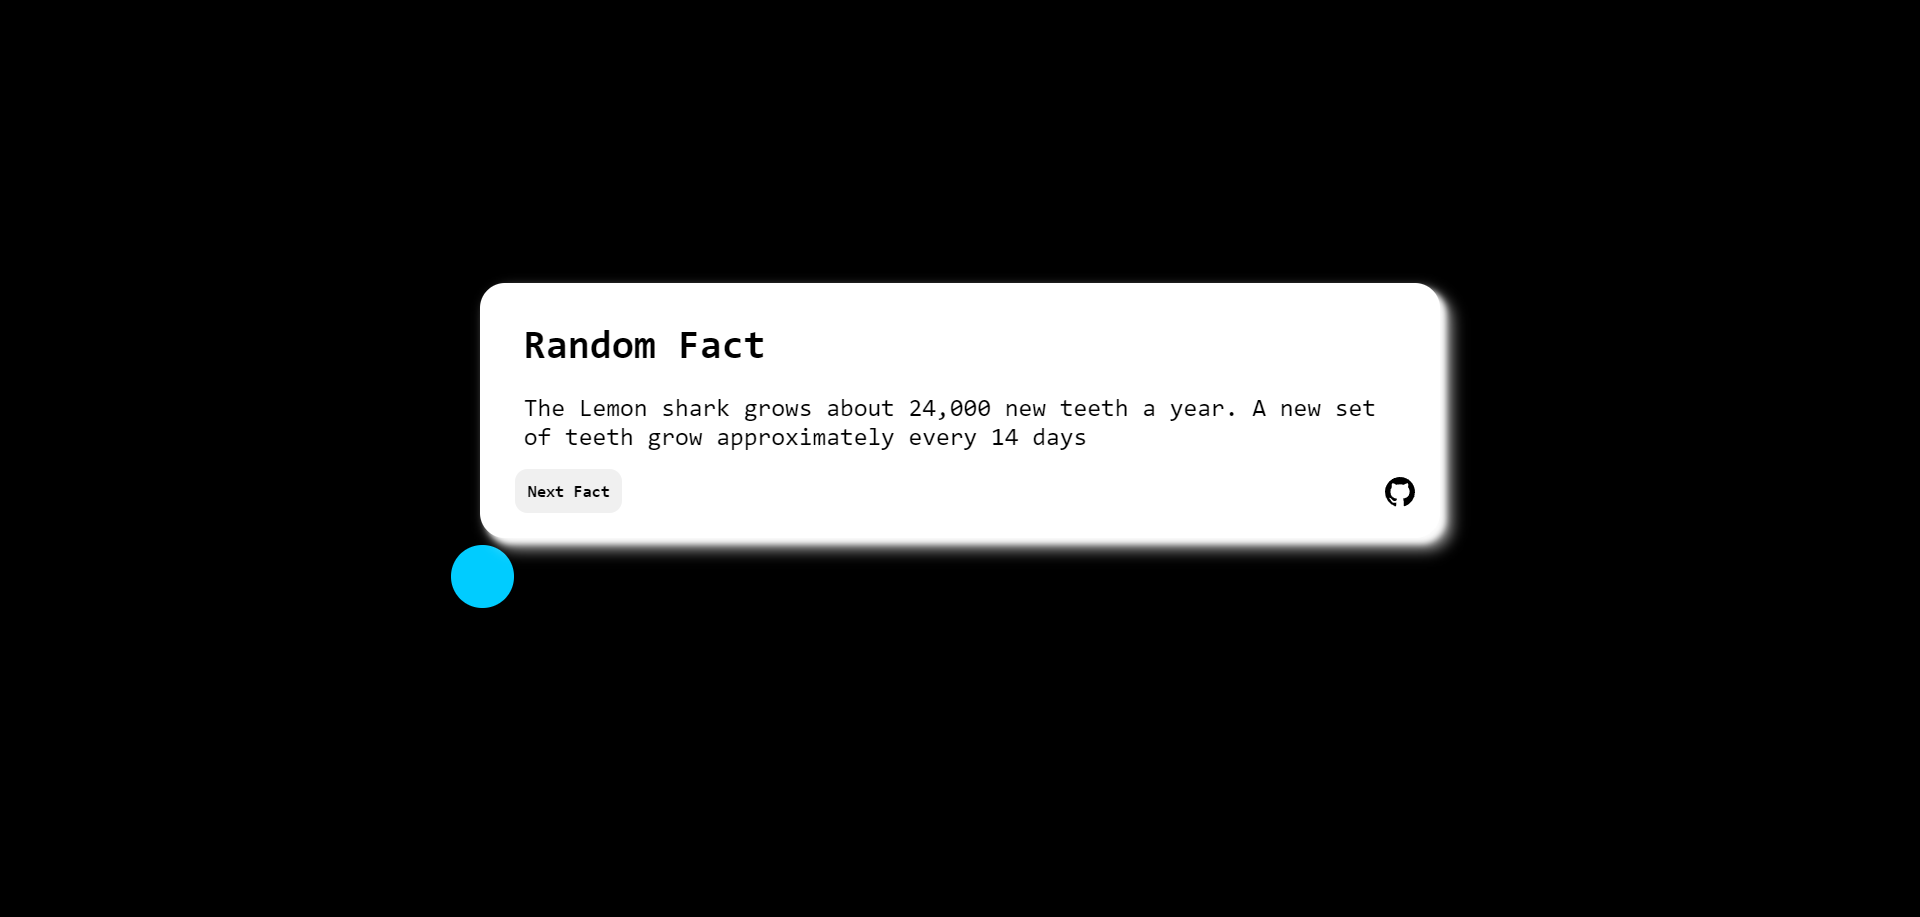 Random Fact
The Lemon shark grows about 24,000 new teeth a year. A new set
of teeth grow approximately every 14 days
Next Fact